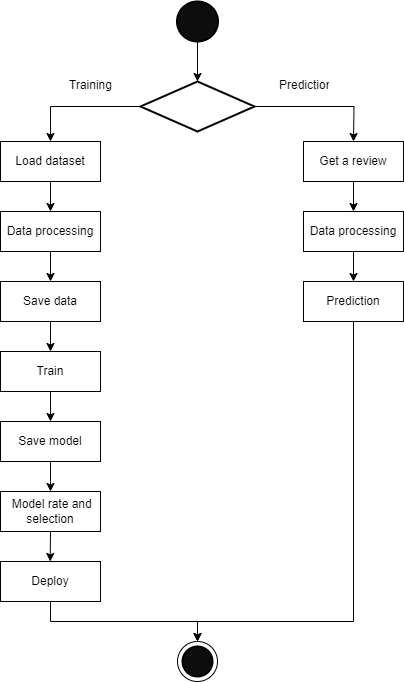 Training
Prediction
Load dataset
Get a review
Data processing
Data processing
Save data
Prediction
Train
Save model
Model rate and
selection
Deploy